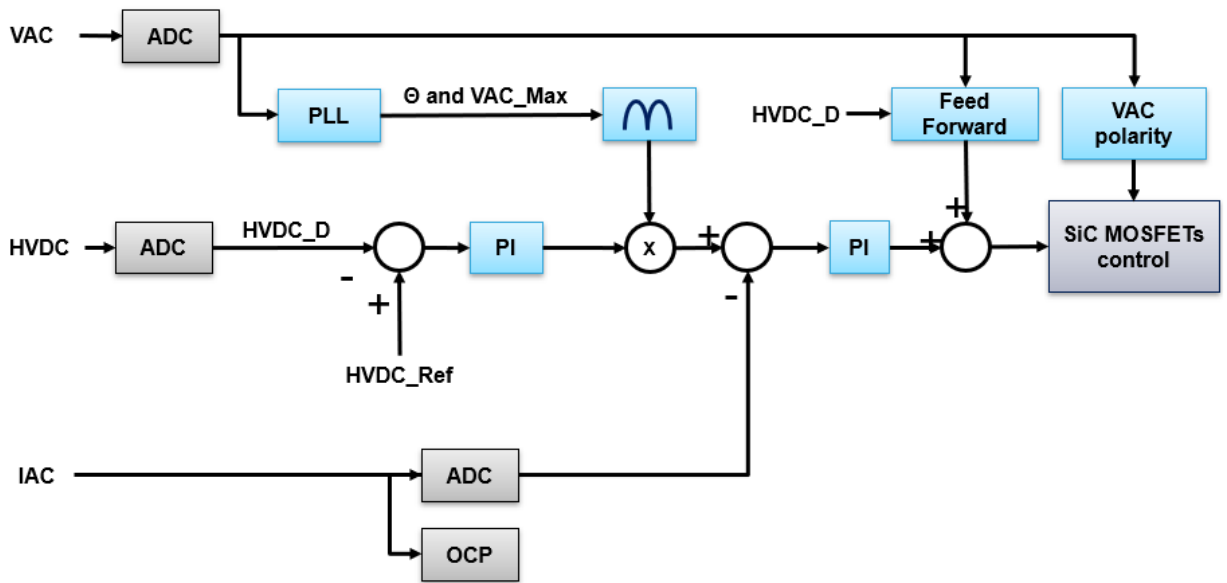 VAC
ADC
Θ and VAC_Max
PLL
HVDC_D
Feed
Forward
VAC
polarity
HVDC
ADC
HVDC_D
-
+
PI
x
+
-
PI
+
+
SiC MOSFETs
control
HVDC_Ref
IAC
ADC
OCP